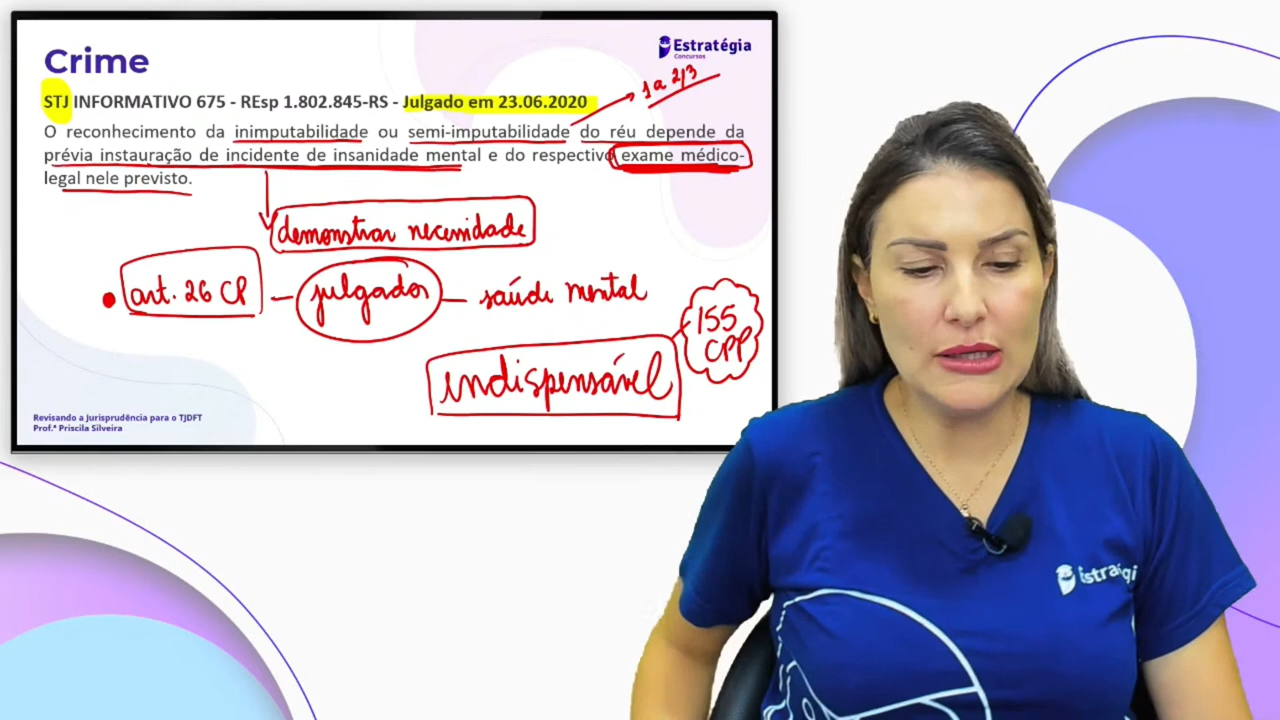 Crime
Estratégia
Concursos
1 a 2/3
STJ INFORMATIVO 675 - REsp 1.802.845-RS - Julgado em 23.06.2020
O reconhecimento da inimputabilidade ou semi-imputabilidade do réu depende da
prévia instauração de incidente de insanidade mental e do respectivo exame médico-
legal nele previsto.
demonstrar necessidade
art. 26 CP - julgador - saúde mental
155
CPP
indispensável
Revisando a Jurisprudência para o TJDFT
Prof.ª Priscila Silveira
Estratégi